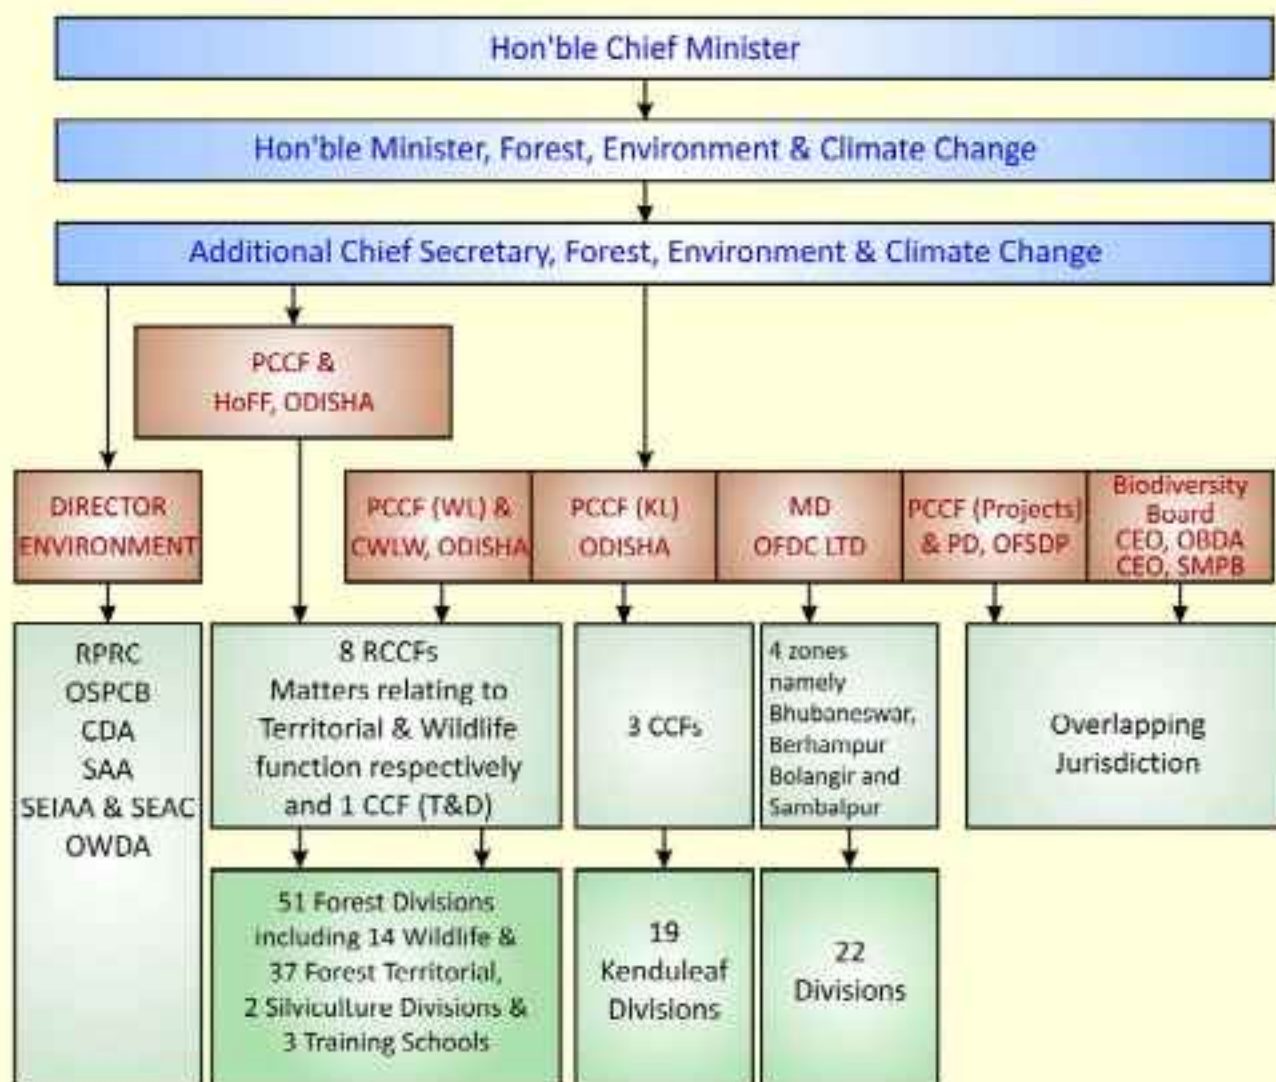 Hon'ble Chief Minister
Hon'ble Minister, Forest, Environment & Climate Change
Additional Chief Secretary, Forest, Environment & Climate Change
PCCF &
HoFF, ODISHA
DIRECTOR
ENVIRONMENT
PCCF (WL) &
CWLW, ODISHA
PCCF (KL)
ODISHA
MD
OFDC LTD
PCCF (Projects)
& PD, OFSDP
Biodiversity
Board
CEO, OBDA
CEO, SMPB
RPRC
OSPCB
CDA
SAA
SEIAA & SEAC
OWDA
8 RCCFs
Matters relating to
Territorial & Wildlife
function respectively
and 1 CCF (T&D)
3 CCFs
4 zones
namely
Bhubaneswar,
Berhampur
Bolangir and
Sambalpur
Overlapping
Jurisdiction
51 Forest Divisions
including 14 Wildlife &
37 Forest Territorial,
2 Silviculture Divisions &
3 Training Schools
19
Kenduleaf
Divisions
22
Divisions